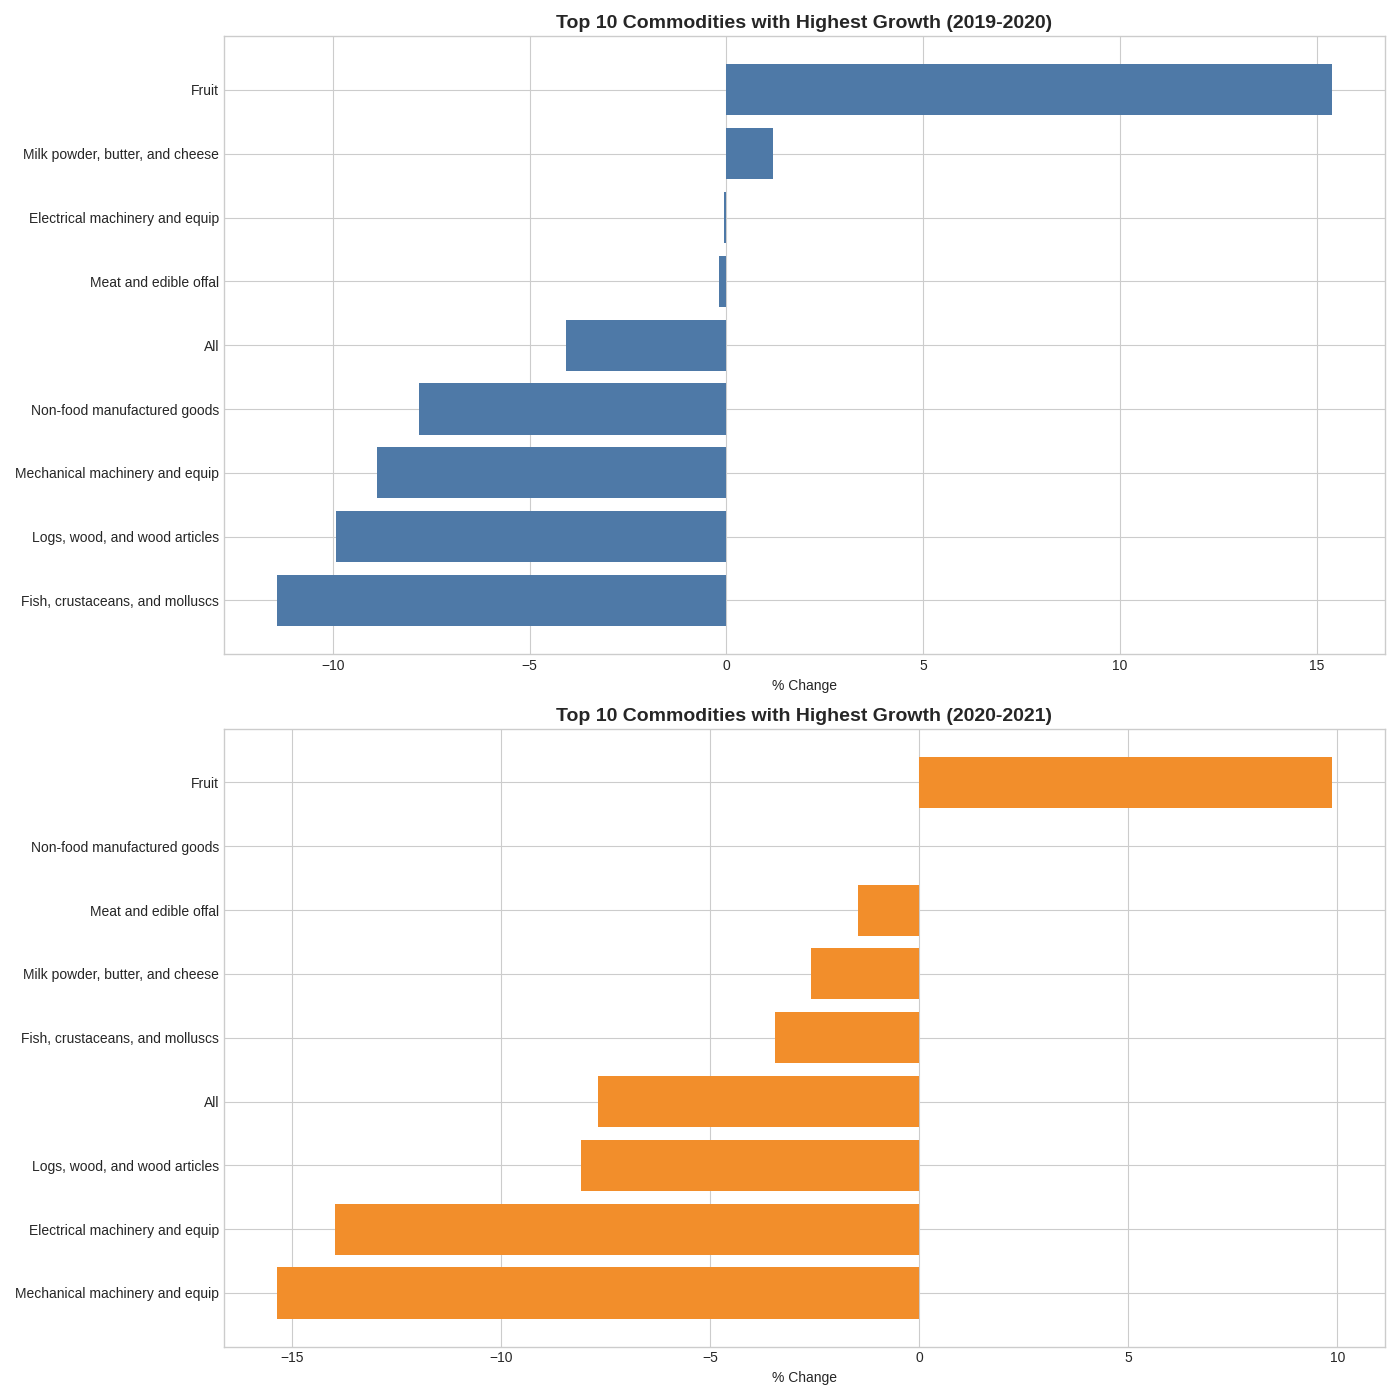 Top 10 Commodities with Highest Growth (2019-2020)
Fruit
Milk powder, butter, and cheese
Electrical machinery and equip
Meat and edible offal
All
Non-food manufactured goods
Mechanical machinery and equip
Logs, wood, and wood articles
Fish, crustaceans, and molluscs
−10 −5 0 5 10 15
% Change
Top 10 Commodities with Highest Growth (2020-2021)
Fruit
Non-food manufactured goods
Meat and edible offal
Milk powder, butter, and cheese
Fish, crustaceans, and molluscs
All
Logs, wood, and wood articles
Electrical machinery and equip
Mechanical machinery and equip
−15 −10 −5 0 5 10
% Change